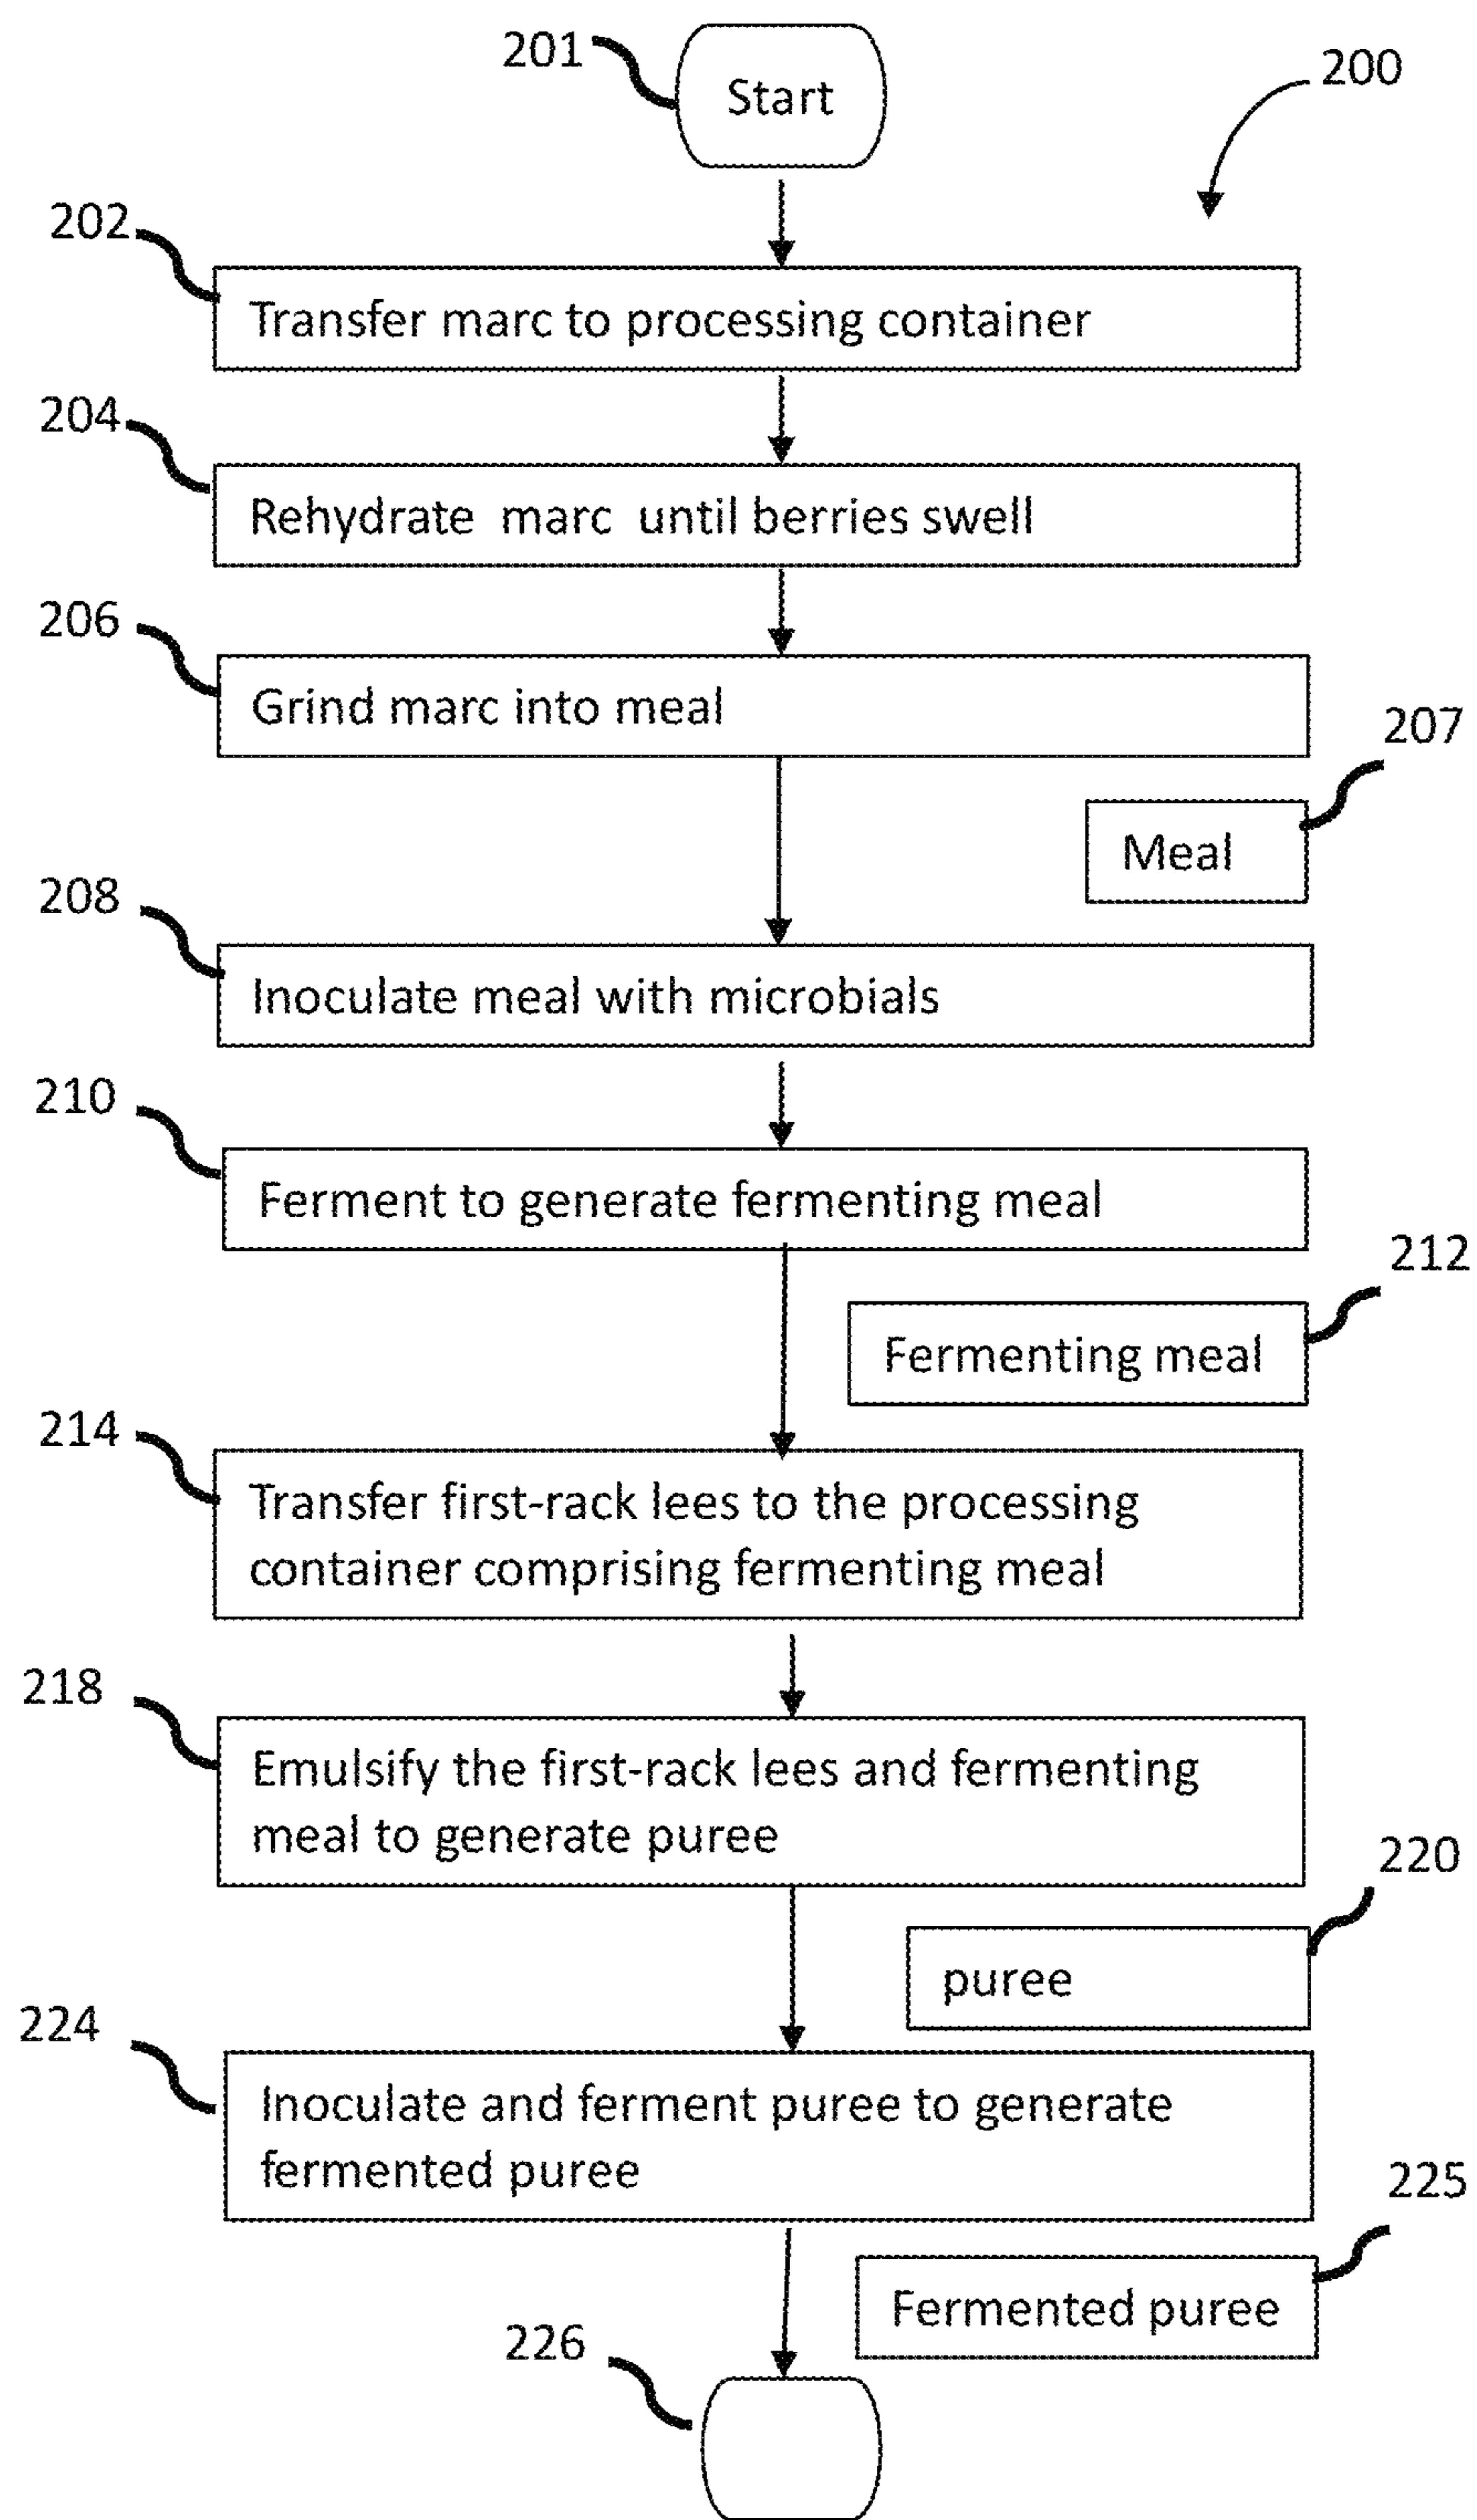 201
Start
200
202
Transfer marc to processing container
204
Rehydrate marc until berries swell
206
Grind marc into meal
207
Meal
208
Inoculate meal with microbials
210
Ferment to generate fermenting meal
212
Fermenting meal
214
Transfer first-rack lees to the processing
container comprising fermenting meal
218
Emulsify the first-rack lees and fermenting
meal to generate puree
220
puree
224
Inoculate and ferment puree to generate
fermented puree
225
Fermented puree
226